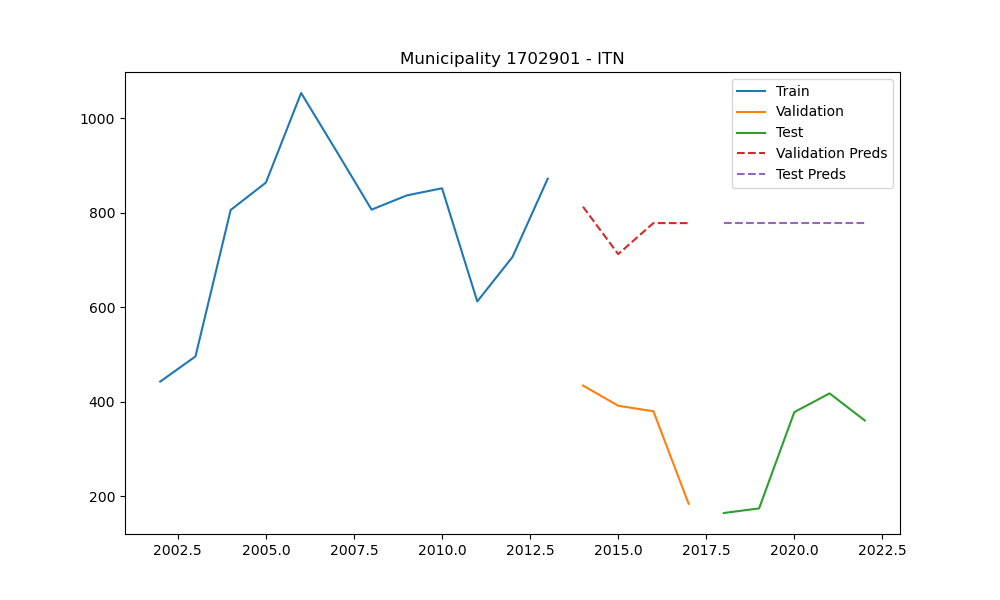 Municipality 1702901 - ITN
Train
Validation
Test
Validation Preds
Test Preds
1000
800
600
400
200
2002.5 2005.0 2007.5 2010.0 2012.5 2015.0 2017.5 2020.0 2022.5